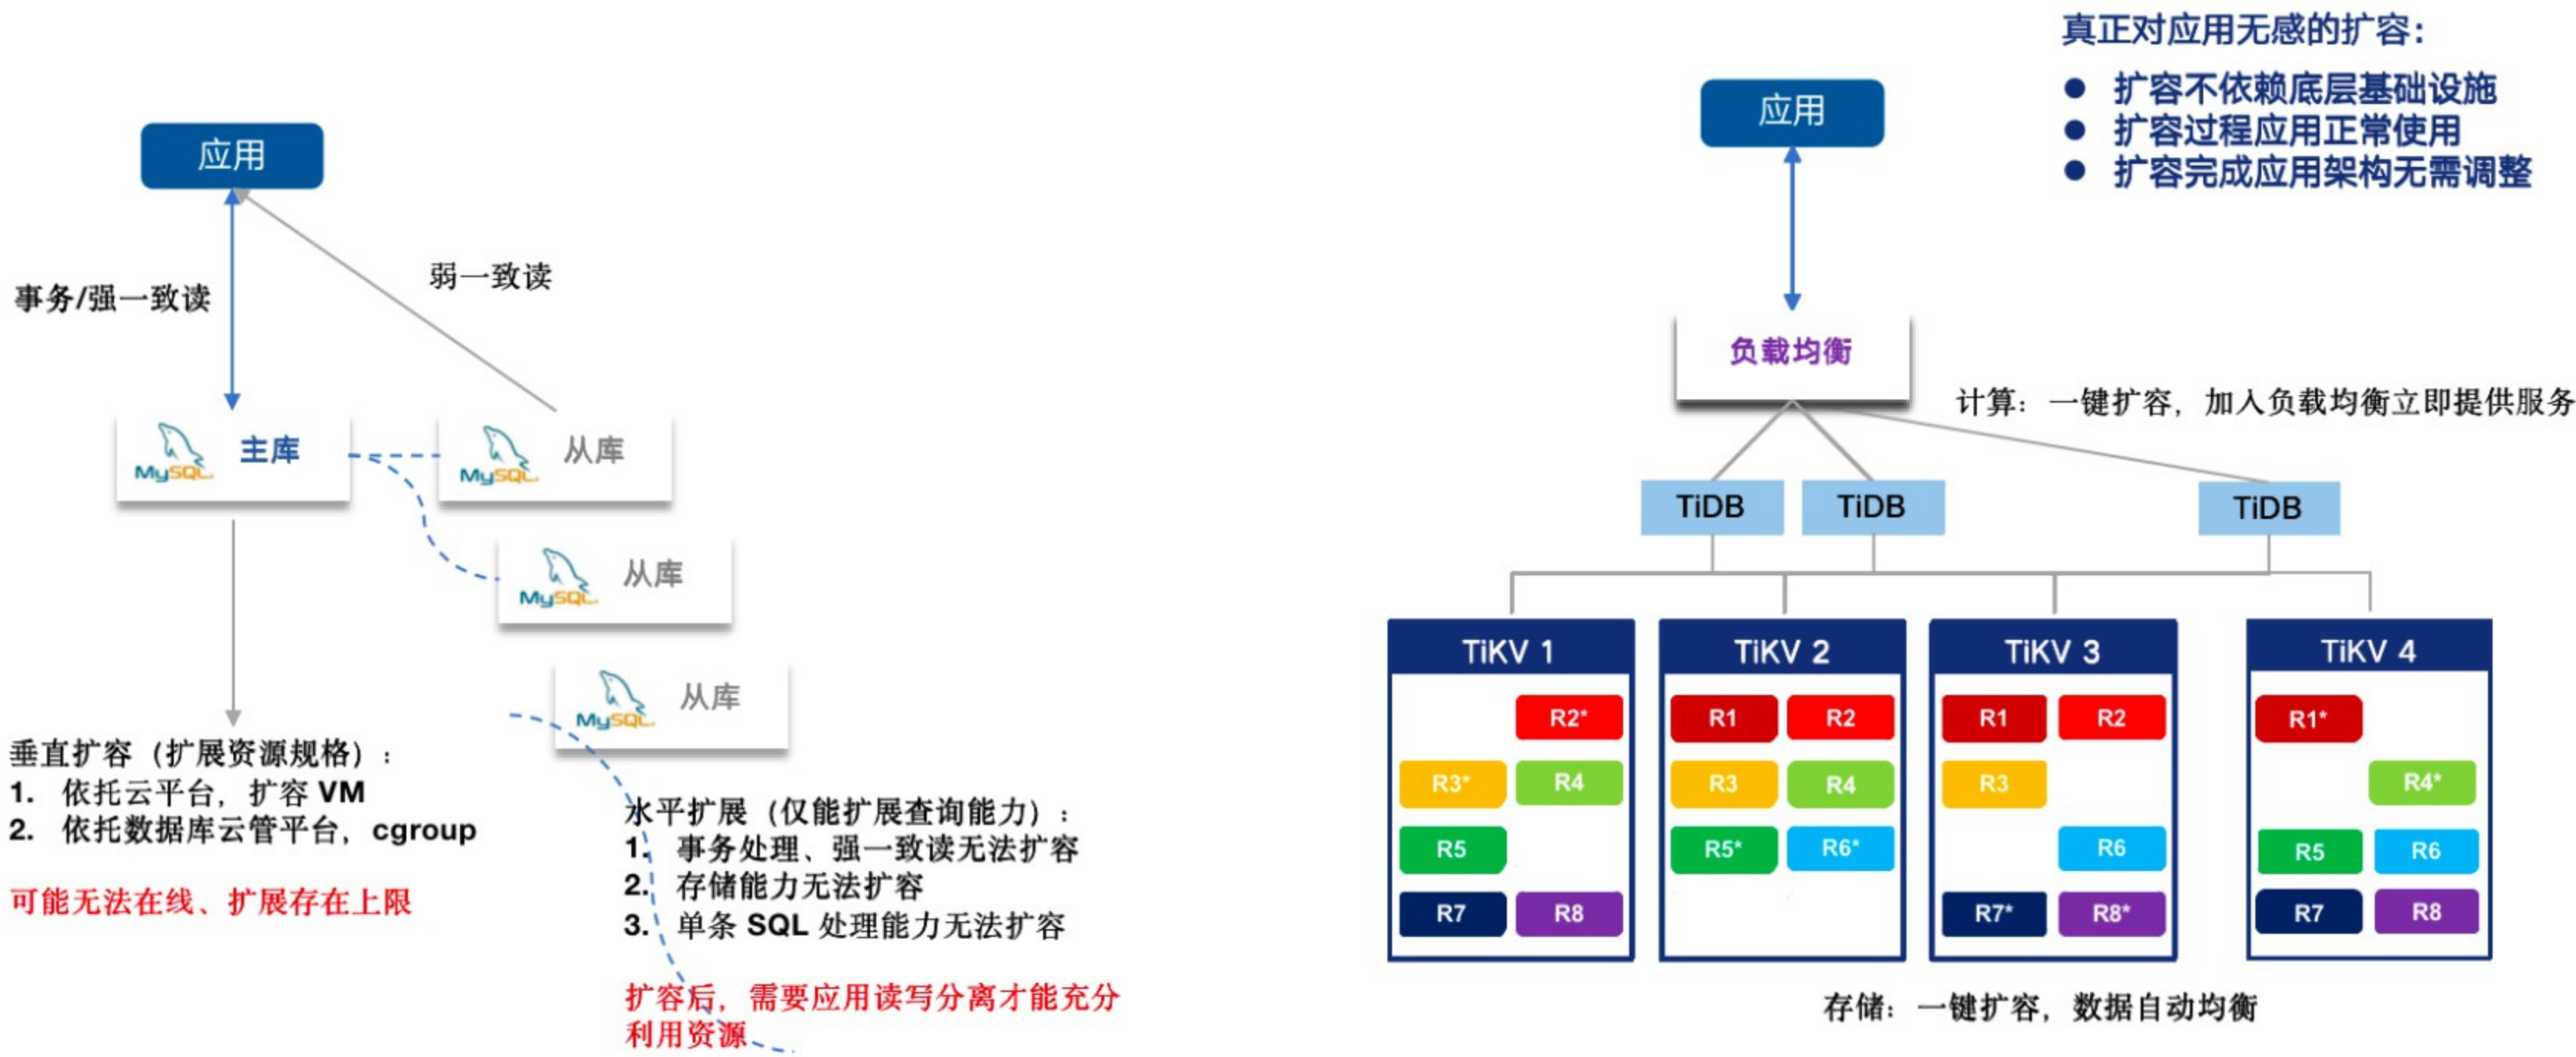 应用
事务/强一致读
弱一致读
MySQL
主库
MySQL
从库
MySQL
从库
MySQL
从库
垂直扩容（扩展资源规格）：
1. 依托云平台，扩容 VM
2. 依托数据库云管平台，cgroup
可能无法在线、扩展存在上限
水平扩展（仅能扩展查询能力）：
1. 事务处理、强一致读无法扩容
2. 存储能力无法扩容
3. 单条 SQL 处理能力无法扩容
扩容后，需要应用读写分离才能充分
利用资源
真正对应用无感的扩容：
● 扩容不依赖底层基础设施
● 扩容过程应用正常使用
● 扩容完成应用架构无需调整
应用
负载均衡
计算：一键扩容，加入负载均衡立即提供服务
TiDB
TiDB
TiDB
TiKV 1
R2*
R3* R4
R5
R7 R8
TiKV 2
R1 R2
R3 R4
R5* R6*
TiKV 3
R1 R2
R3
R6
R7* R8*
TiKV 4
R1*
R4*
R5 R6
R7 R8
存储：一键扩容，数据自动均衡